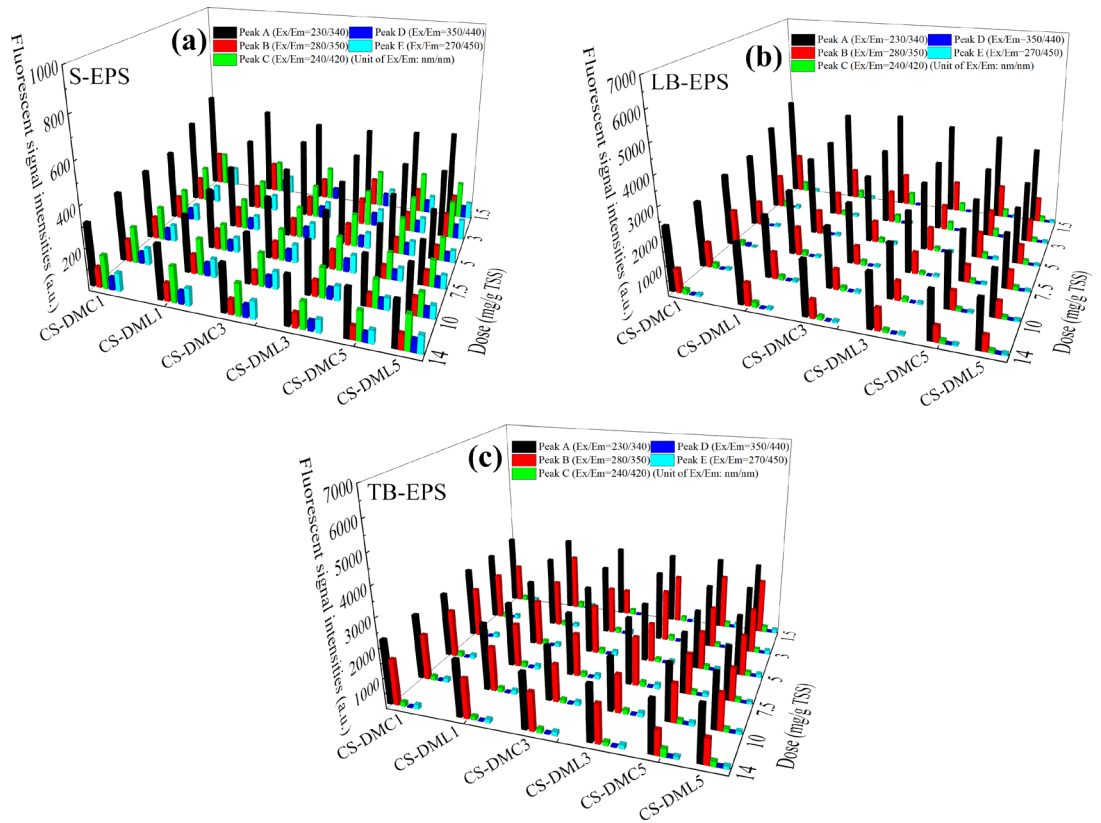 (a)
S-EPS
Peak A (Ex/Em=230/340) Peak D (Ex/Em=350/440)
Peak B (Ex/Em=280/350) Peak E (Ex/Em=270/450)
Peak C (Ex/Em=240/420) (Unit of Ex/Em: nm/nm)
Fluorescent signal intensities (a.u.)
1000
800
600
400
200
CS-DMC1
CS-DML1
CS-DMC3
CS-DML3
CS-DMC5
CS-DML5
1.5
3
5
7.5
10
14
Dose (mg/g TSS)
(b)
LB-EPS
Peak A (Ex/Em=230/340) Peak D (Ex/Em=350/440)
Peak B (Ex/Em=280/350) Peak E (Ex/Em=270/450)
Peak C (Ex/Em=240/420) (Unit of Ex/Em: nm/nm)
Fluorescent signal intensities (a.u.)
7000
6000
5000
4000
3000
2000
1000
CS-DMC1
CS-DML1
CS-DMC3
CS-DML3
CS-DMC5
CS-DML5
1.5
3
5
7.5
10
14
Dose (mg/g TSS)
(c)
TB-EPS
Peak A (Ex/Em=230/340) Peak D (Ex/Em=350/440)
Peak B (Ex/Em=280/350) Peak E (Ex/Em=270/450)
Peak C (Ex/Em=240/420) (Unit of Ex/Em: nm/nm)
Fluorescent signal intensities (a.u.)
7000
6000
5000
4000
3000
2000
1000
CS-DMC1
CS-DML1
CS-DMC3
CS-DML3
CS-DMC5
CS-DML5
1.5
3
5
7.5
10
14
Dose (mg/g TSS)